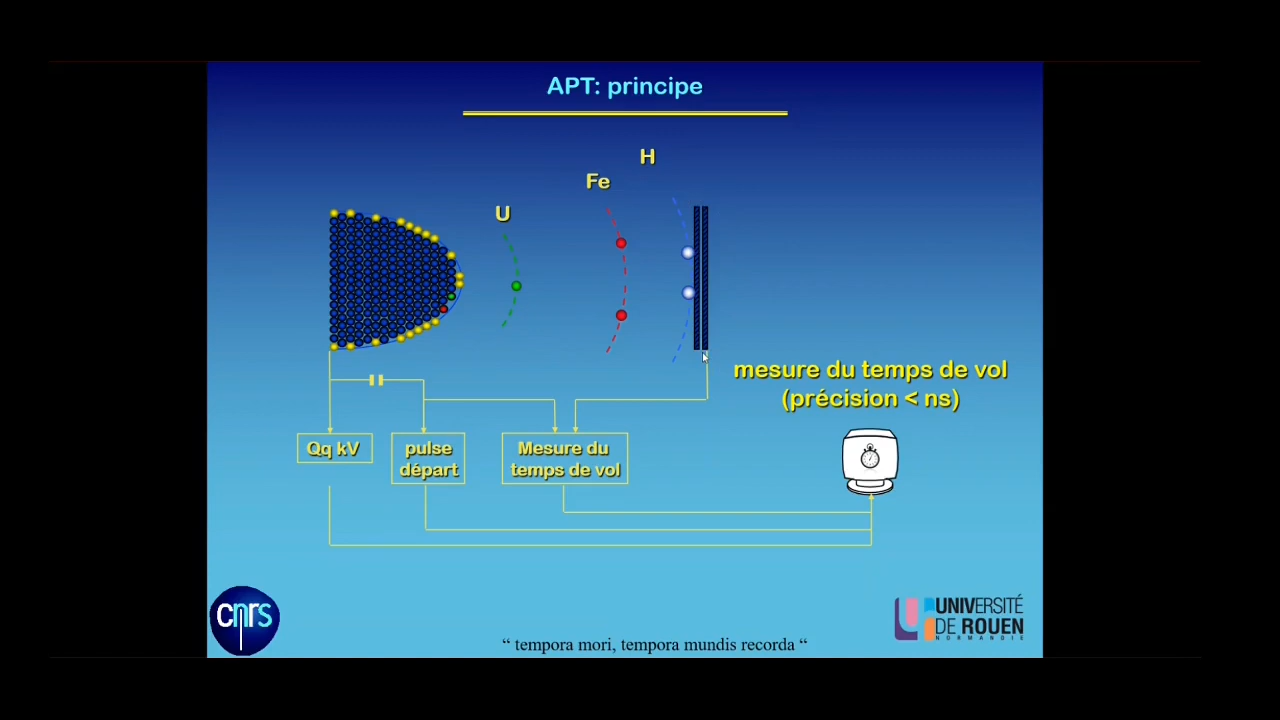 APT: principe
H
Fe
U
mesure du temps de vol
(précision < ns)
Qq kV
pulse
départ
Mesure du
temps de vol
cnrs
UNIVERSITÉ
DE ROUEN
NORMANDIE
“ tempora mori, tempora mundis recorda “